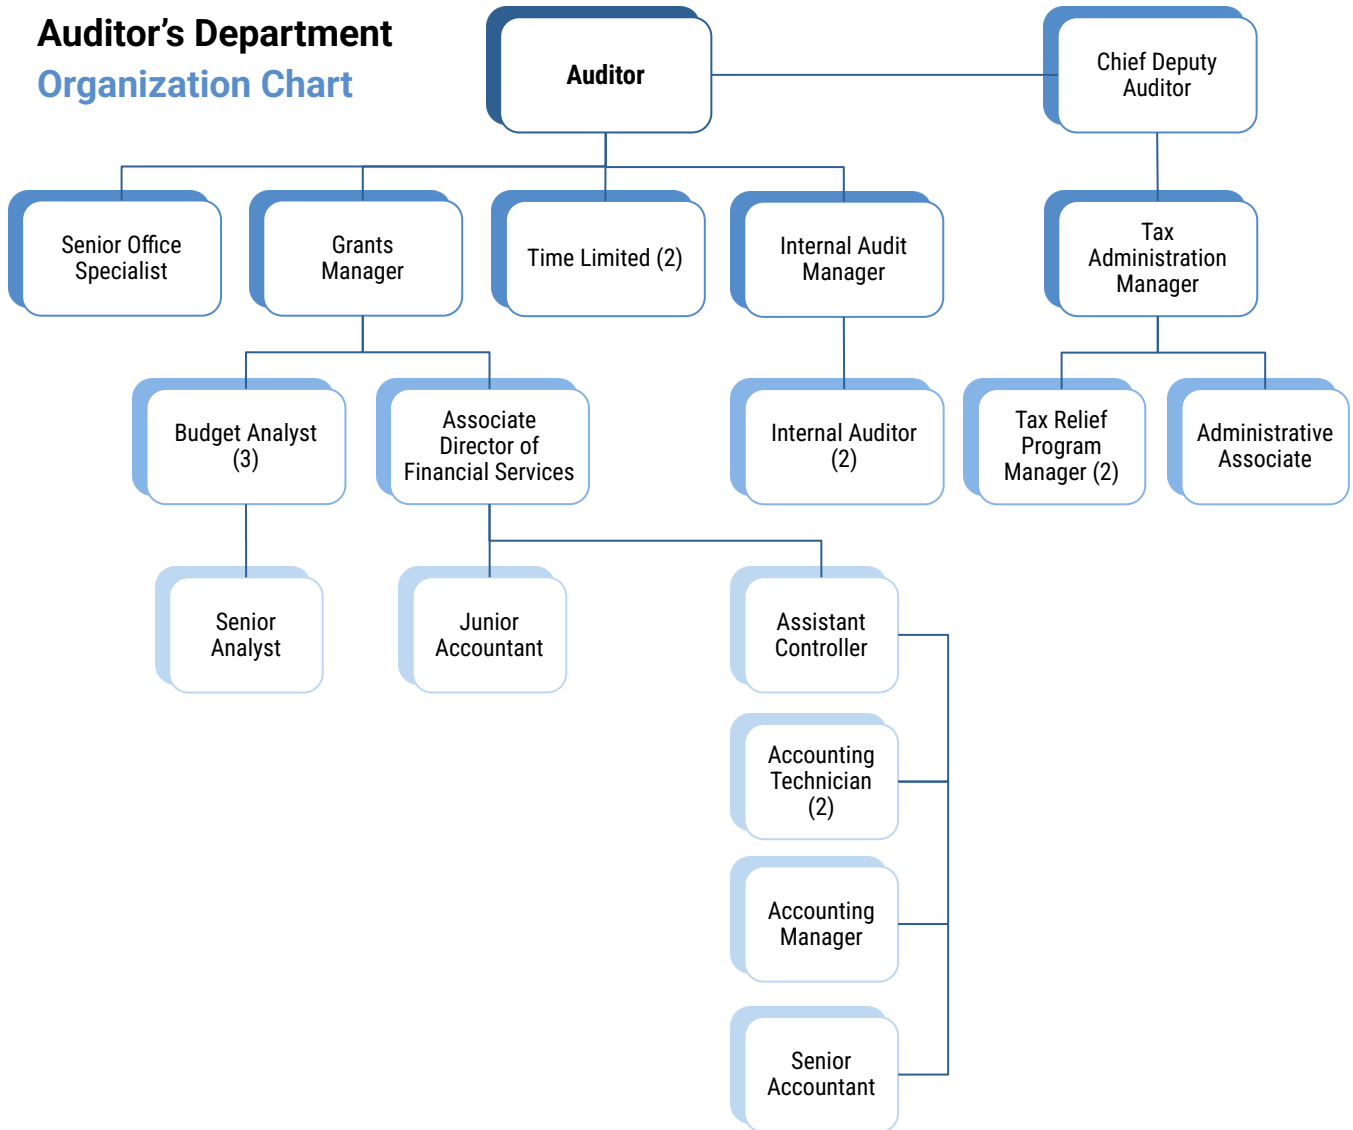 Auditor’s Department
Organization Chart
Auditor
Chief Deputy
Auditor
Senior Office
Specialist
Grants
Manager
Time Limited (2)
Internal Audit
Manager
Tax
Administration
Manager
Budget Analyst
(3)
Associate
Director of
Financial Services
Internal Auditor
(2)
Tax Relief
Program
Manager (2)
Administrative
Associate
Senior
Analyst
Junior
Accountant
Assistant
Controller
Accounting
Technician
(2)
Accounting
Manager
Senior
Accountant